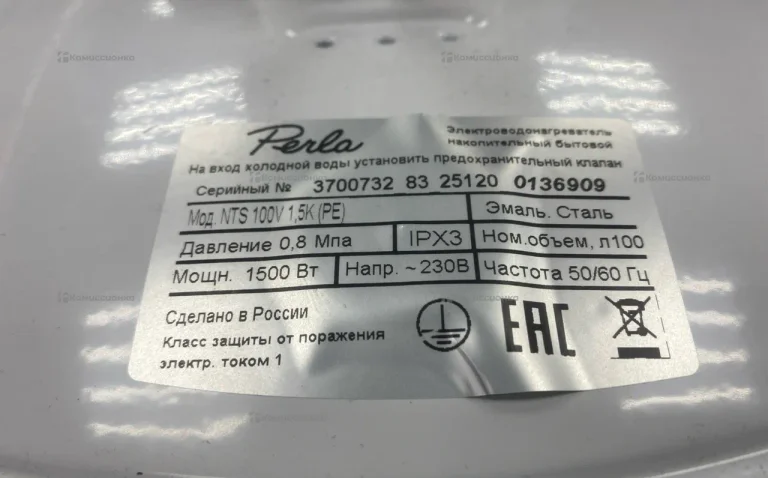 Perla
Электроводонагреватель
накопительный бытовой
На вход холодной воды установить предохранительный клапан
Серийный № 3700732 83 25120 0136909
Мод. NTS 100V 1,5K (PE) Эмаль. Сталь
Давление 0,8 Мпа IPX3 Ном.объем, л100
Мощн. 1500 Вт Напр. ~230В Частота 50/60 Гц
Сделано в России
Класс защиты от поражения
электр. током 1
EAC